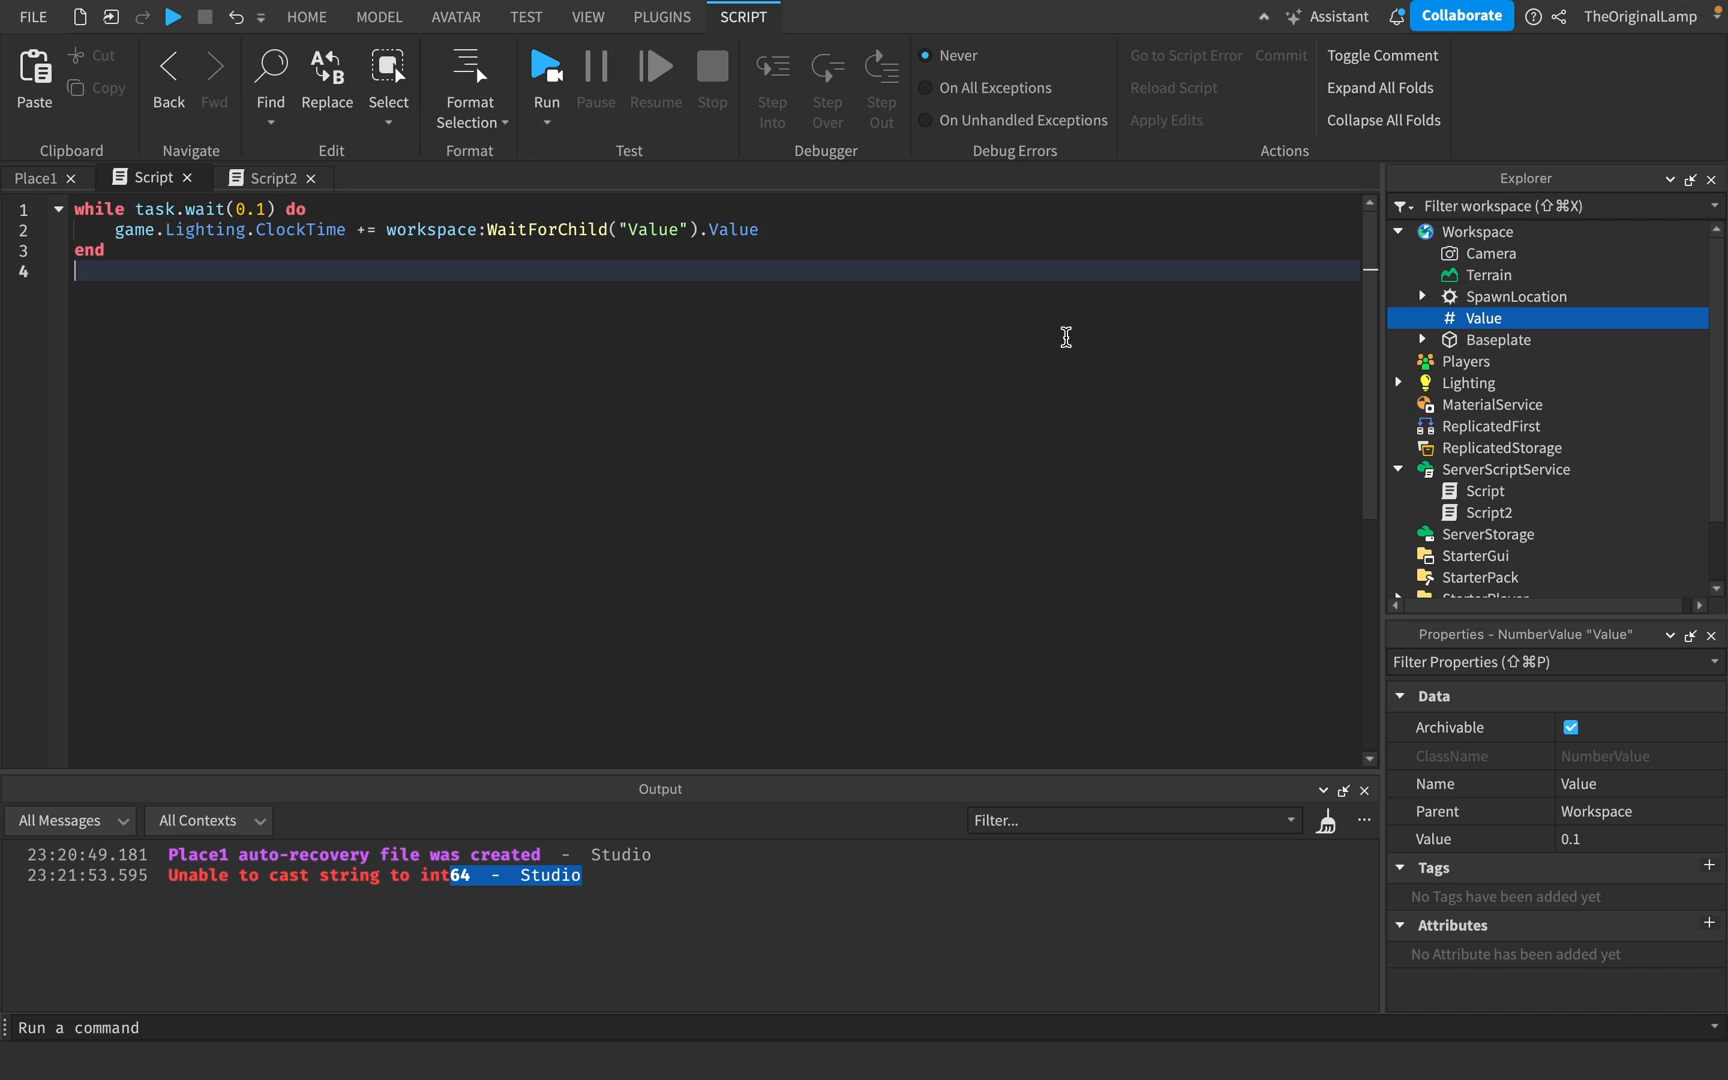 FILE HOME MODEL AVATAR TEST VIEW PLUGINS SCRIPT Assistant Collaborate TheOriginalLamp
Paste Cut Copy
Clipboard
Back Fwd
Navigate
Find Replace Select
Edit
Format Selection
Format
Run Pause Resume Stop
Test
Step Into Step Over Step Out
Debugger
Never
On All Exceptions
On Unhandled Exceptions
Debug Errors
Go to Script Error Commit
Reload Script
Apply Edits
Toggle Comment
Expand All Folds
Collapse All Folds
Actions
Place1 Script Script2
1 while task.wait(0.1) do
2 game.Lighting.ClockTime += workspace:WaitForChild("Value").Value
3 end
4
Explorer
Filter workspace (⇧⌘X)
Workspace
Camera
Terrain
SpawnLocation
# Value
Baseplate
Players
Lighting
MaterialService
ReplicatedFirst
ReplicatedStorage
ServerScriptService
Script
Script2
ServerStorage
StarterGui
StarterPack
StarterPlayer
Properties - NumberValue "Value"
Filter Properties (⇧⌘P)
Data
Archivable
ClassName NumberValue
Name Value
Parent Workspace
Value 0.1
Tags +
No Tags have been added yet
Attributes +
No Attribute has been added yet
Output
All Messages All Contexts Filter... ...
23:20:49.181 Place1 auto-recovery file was created - Studio
23:21:53.595 Unable to cast string to int64 - Studio
Run a command